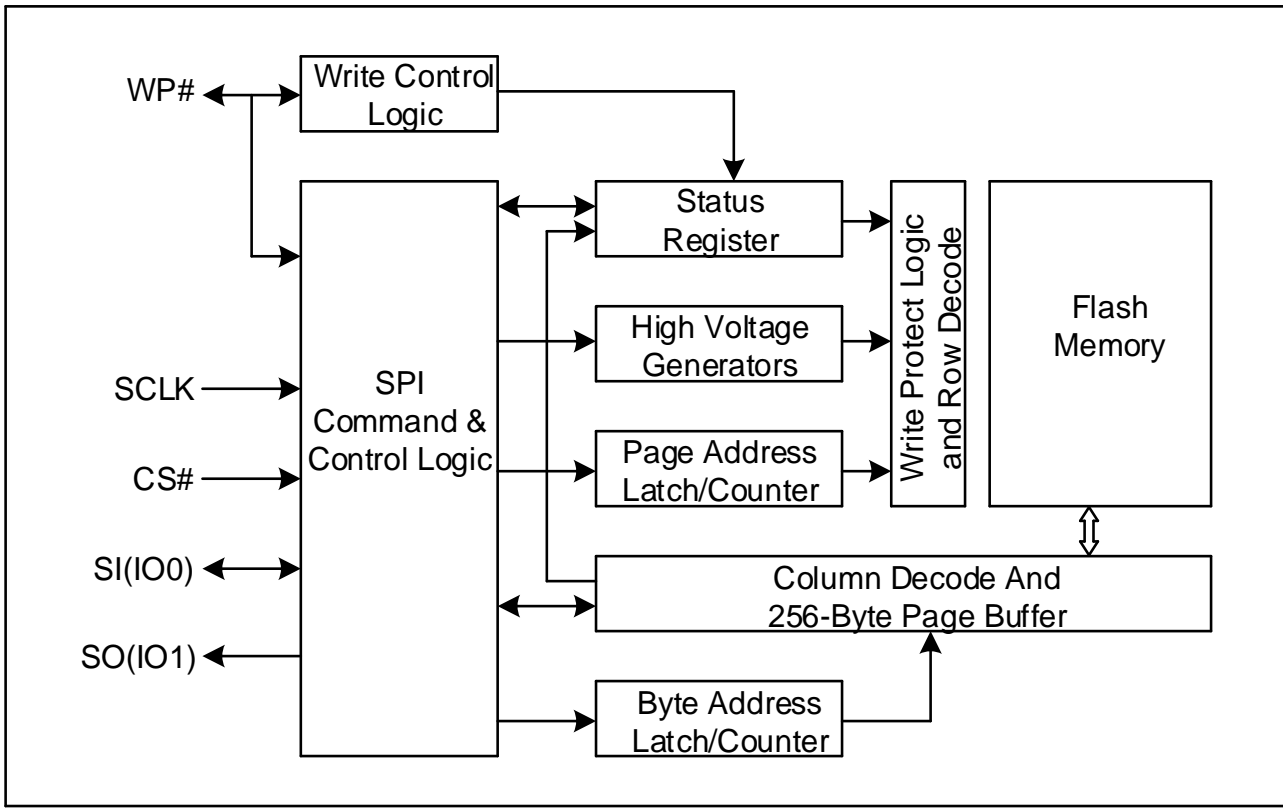 WP#
Write Control
Logic
Status
Register
Write Protect Logic
and Row Decode
Flash
Memory
High Voltage
Generators
SCLK
SPI
Command &
Control Logic
Page Address
Latch/Counter
CS#
SI(IO0)
Column Decode And
256-Byte Page Buffer
SO(IO1)
Byte Address
Latch/Counter